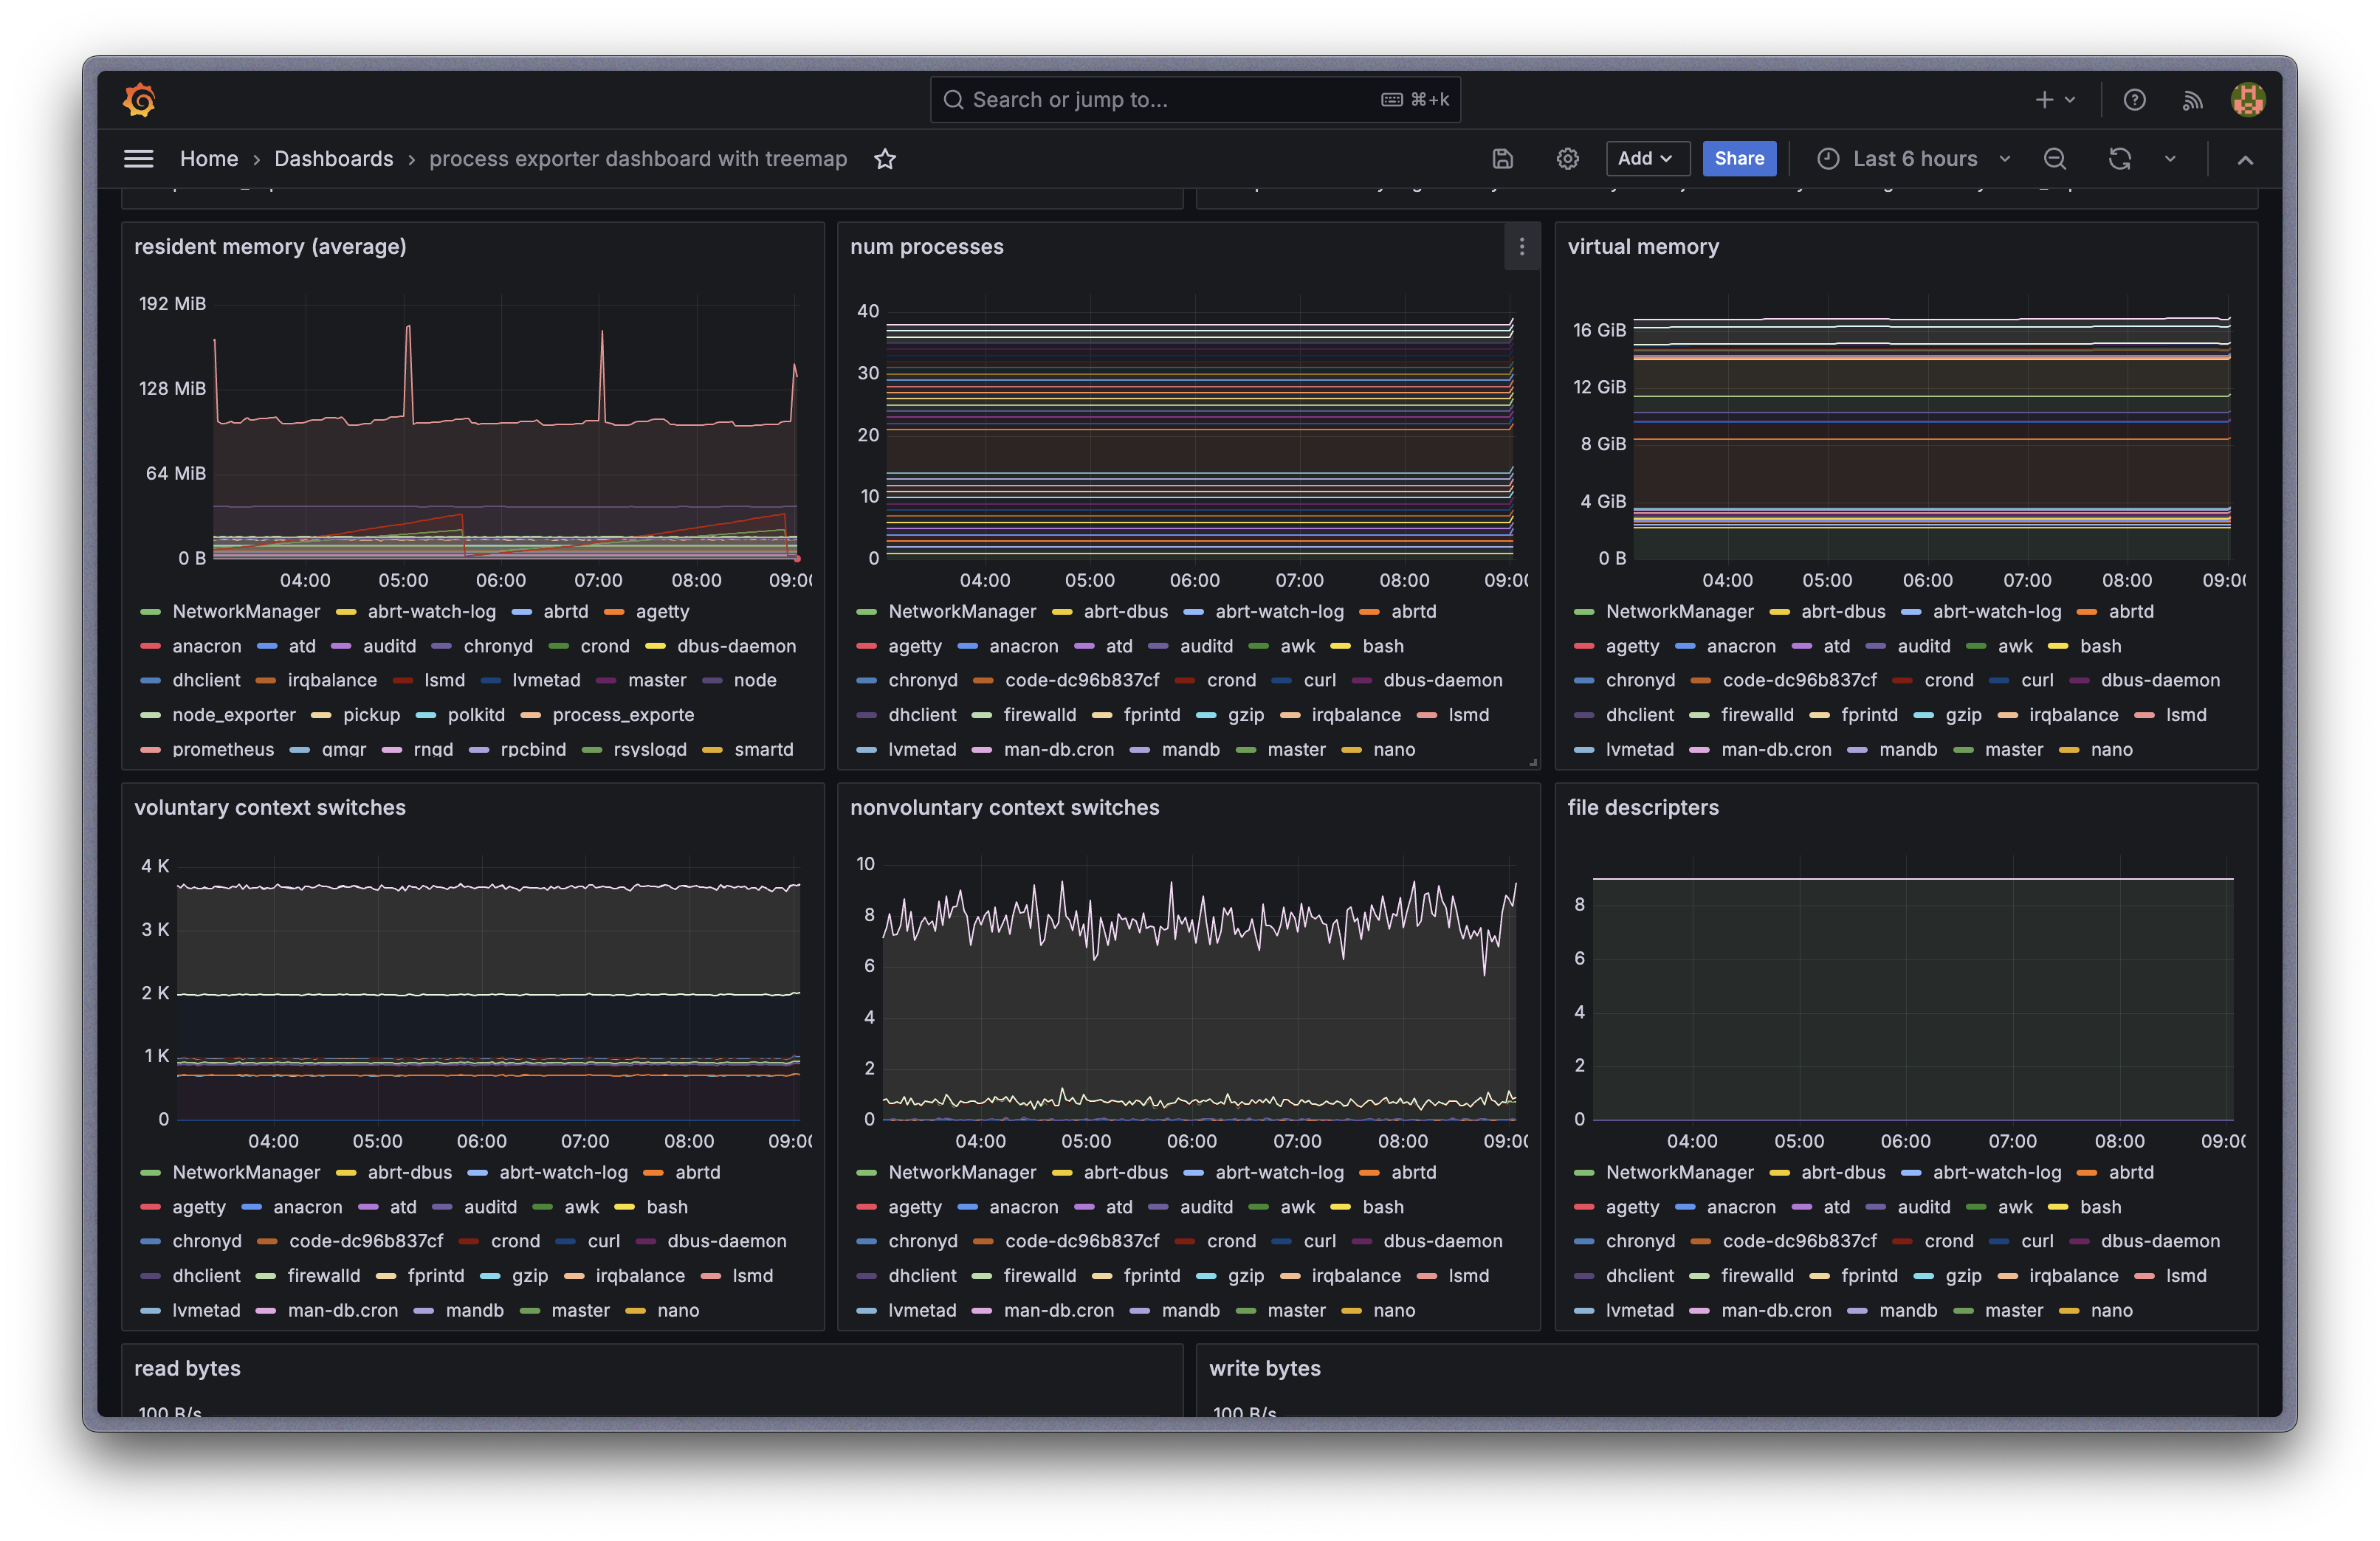 Search or jump to...
⌘+k
Home › Dashboards › process exporter dashboard with treemap
Add
Share
Last 6 hours
resident memory (average)
192 MiB
128 MiB
64 MiB
0 B
04:00 05:00 06:00 07:00 08:00 09:00
NetworkManager abrt-watch-log abrtd agetty
anacron atd auditd chronyd crond dbus-daemon
dhclient irqbalance lsmd lvmetad master node
node_exporter pickup polkitd process_exporte
prometheus qmgr rngd rpcbind rsyslogd smartd
num processes
40
30
20
10
0
04:00 05:00 06:00 07:00 08:00 09:00
NetworkManager abrt-dbus abrt-watch-log abrtd
agetty anacron atd auditd awk bash
chronyd code-dc96b837cf crond curl dbus-daemon
dhclient firewalld fprintd gzip irqbalance lsmd
lvmetad man-db.cron mandb master nano
virtual memory
16 GiB
12 GiB
8 GiB
4 GiB
0 B
04:00 05:00 06:00 07:00 08:00 09:00
NetworkManager abrt-dbus abrt-watch-log abrtd
agetty anacron atd auditd awk bash
chronyd code-dc96b837cf crond curl dbus-daemon
dhclient firewalld fprintd gzip irqbalance lsmd
lvmetad man-db.cron mandb master nano
voluntary context switches
4 K
3 K
2 K
1 K
0
04:00 05:00 06:00 07:00 08:00 09:00
NetworkManager abrt-dbus abrt-watch-log abrtd
agetty anacron atd auditd awk bash
chronyd code-dc96b837cf crond curl dbus-daemon
dhclient firewalld fprintd gzip irqbalance lsmd
lvmetad man-db.cron mandb master nano
nonvoluntary context switches
10
8
6
4
2
0
04:00 05:00 06:00 07:00 08:00 09:00
NetworkManager abrt-dbus abrt-watch-log abrtd
agetty anacron atd auditd awk bash
chronyd code-dc96b837cf crond curl dbus-daemon
dhclient firewalld fprintd gzip irqbalance lsmd
lvmetad man-db.cron mandb master nano
file descripters
8
6
4
2
0
04:00 05:00 06:00 07:00 08:00 09:00
NetworkManager abrt-dbus abrt-watch-log abrtd
agetty anacron atd auditd awk bash
chronyd code-dc96b837cf crond curl dbus-daemon
dhclient firewalld fprintd gzip irqbalance lsmd
lvmetad man-db.cron mandb master nano
read bytes
100 B/s
write bytes
100 B/s